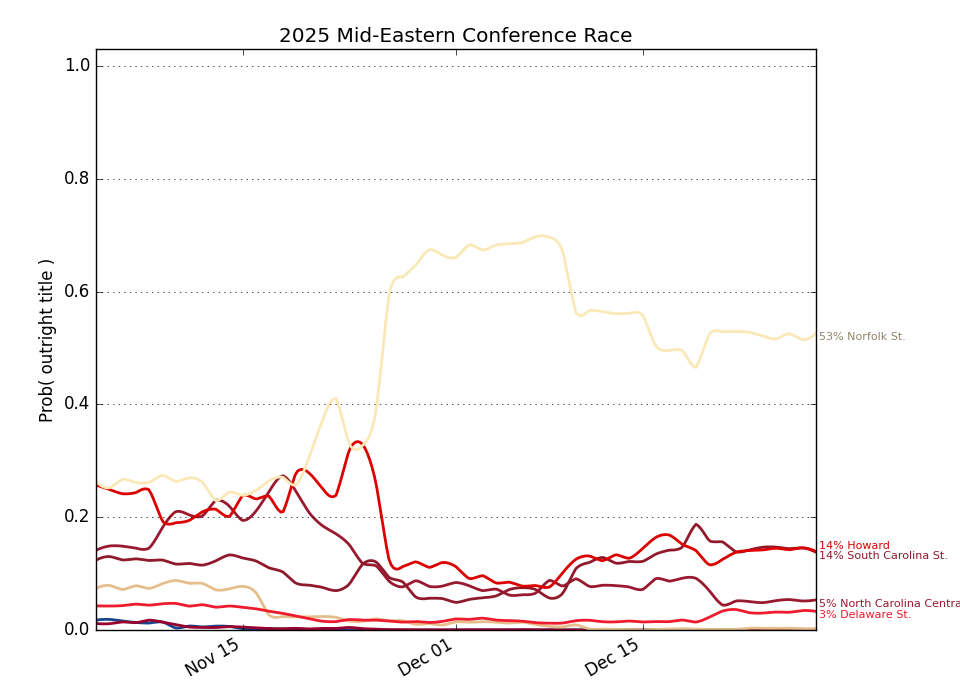 2025 Mid-Eastern Conference Race
1.0
0.8
0.6
0.4
0.2
0.0
Prob( outright title )
Nov 15
Dec 01
Dec 15
53% Norfolk St.
14% Howard
14% South Carolina St.
5% North Carolina Centra
3% Delaware St.